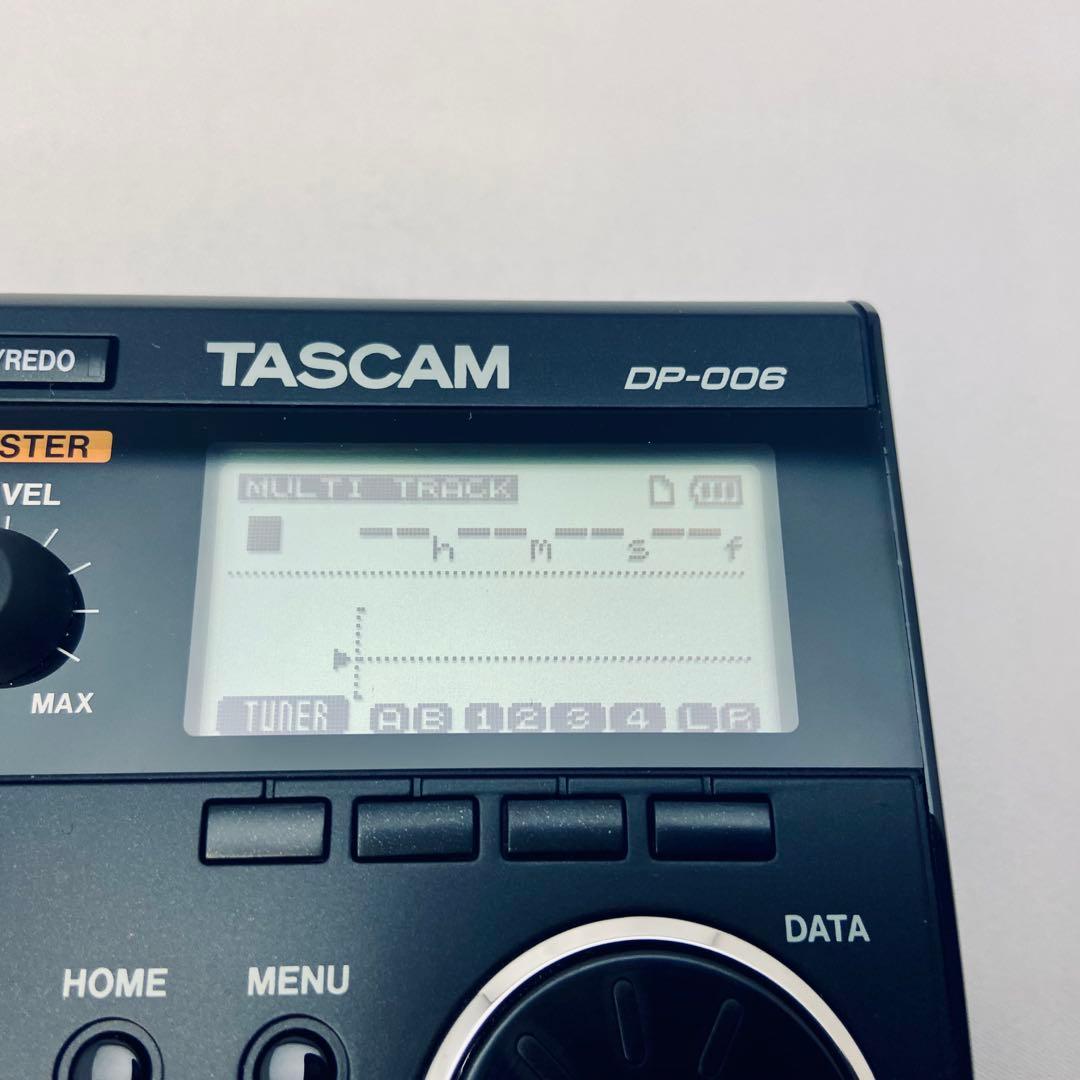 /REDO
TASCAM
DP-006
STER
VEL
MAX
MULTI TRACK
-- h -- m -- s -- f
TUNER A B 1 2 3 4 L R
DATA
HOME
MENU